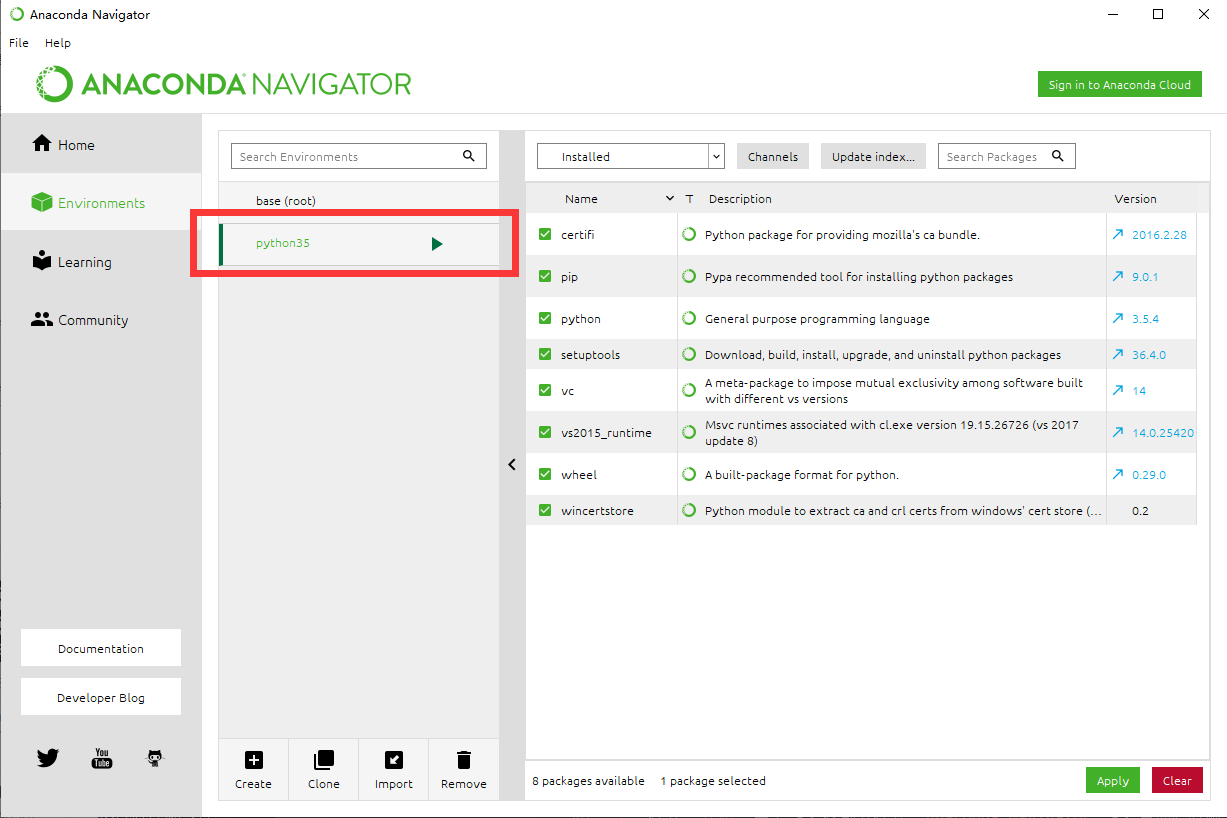 Anaconda Navigator
File Help
ANACONDA NAVIGATOR
Sign in to Anaconda Cloud
Home
Environments
Learning
Community
Documentation
Developer Blog
You Tube
Search Environments
base (root)
python35
Create Clone Import Remove
Installed Channels Update index... Search Packages
Name T Description Version
certifi Python package for providing mozilla's ca bundle. 2016.2.28
pip Pypa recommended tool for installing python packages 9.0.1
python General purpose programming language 3.5.4
setuptools Download, build, install, upgrade, and uninstall python packages 36.4.0
vc A meta-package to impose mutual exclusivity among software built 14
with different vs versions
vs2015_runtime Msvc runtimes associated with cl.exe version 19.15.26726 (vs 2017 14.0.25420
update 8)
wheel A built-package format for python. 0.29.0
wincertstore Python module to extract ca and crl certs from windows' cert store (... 0.2
8 packages available 1 package selected
Apply Clear